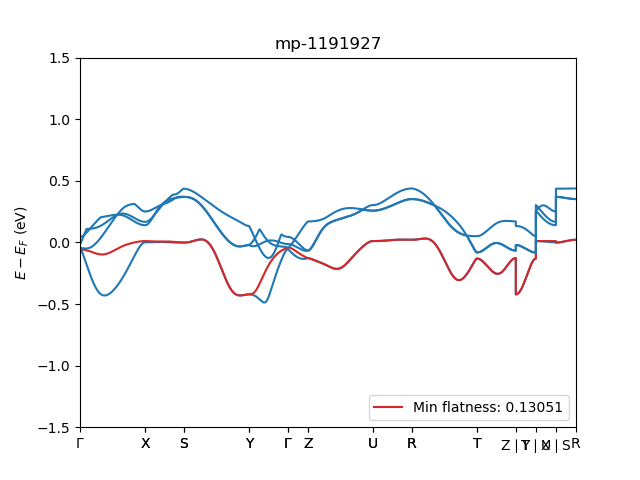 mp-1191927
E − E_F (eV)
1.5
1.0
0.5
0.0
−0.5
−1.0
−1.5
Min flatness: 0.13051
Γ X S Y Γ Z U R T Z | Y R